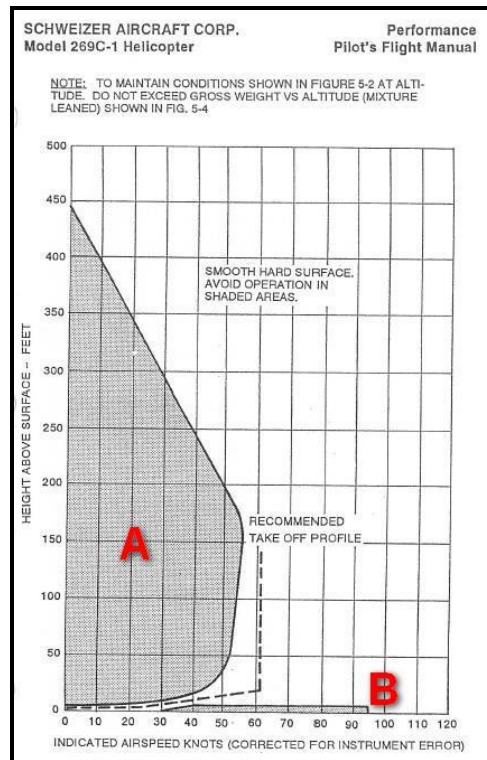 SCHWEIZER AIRCRAFT CORP. Performance
Model 269C-1 Helicopter Pilot's Flight Manual
NOTE: TO MAINTAIN CONDITIONS SHOWN IN FIGURE 5-2 AT ALTI-
TUDE. DO NOT EXCEED GROSS WEIGHT VS ALTITUDE (MIXTURE
LEANED) SHOWN IN FIG. 5-4
500
450
400
350
300
250
200
150
100
50
0
HEIGHT ABOVE SURFACE - FEET
SMOOTH HARD SURFACE.
AVOID OPERATION IN
SHADED AREAS.
RECOMMENDED
TAKE OFF PROFILE
A
B
0 10 20 30 40 50 60 70 80 90 100 110 120
INDICATED AIRSPEED KNOTS (CORRECTED FOR INSTRUMENT ERROR)